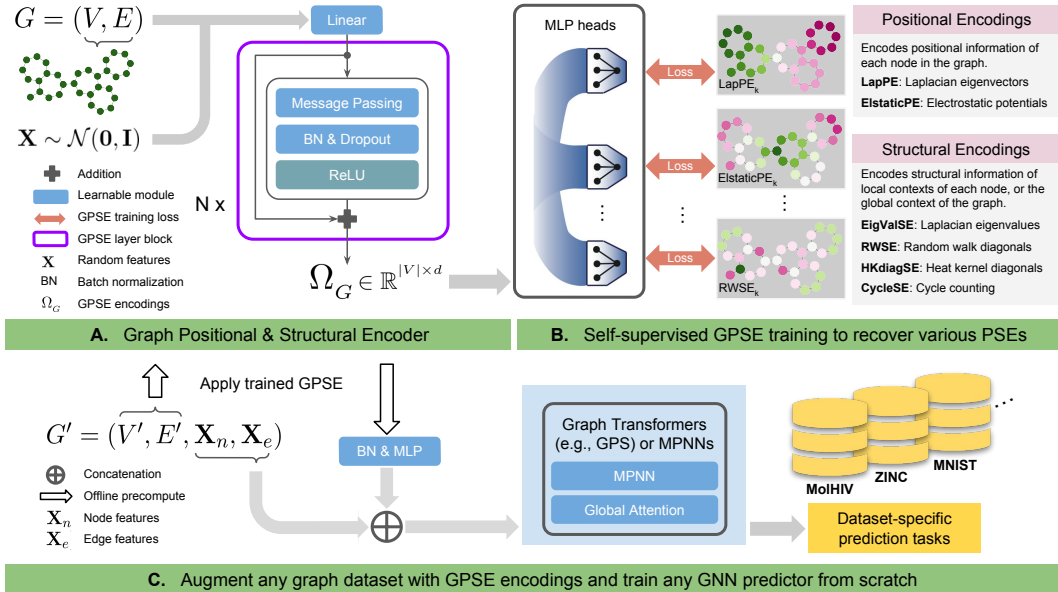 G = (V, E)
X ∼ N(0, I)
Addition
Learnable module
GPSE training loss
GPSE layer block
X Random features
BN Batch normalization
Ω_G GPSE encodings
Linear
Message Passing
BN & Dropout
ReLU
N x
Ω_G ∈ ℝ^{|V|×d}
A. Graph Positional & Structural Encoder
MLP heads
Loss
Loss
Loss
⋮
⋮
LapPE_k
ElstaticPE_k
RWSE_k
Positional Encodings
Encodes positional information of
each node in the graph.
LapPE: Laplacian eigenvectors
ElstaticPE: Electrostatic potentials
Structural Encodings
Encodes structural information of
local contexts of each node, or the
global context of the graph.
EigValSE: Laplacian eigenvalues
RWSE: Random walk diagonals
HKdiagSE: Heat kernel diagonals
CycleSE: Cycle counting
B. Self-supervised GPSE training to recover various PSEs
Apply trained GPSE
G′ = (V′, E′, X_n, X_e)
Concatenation
Offline precompute
X_n Node features
X_e Edge features
BN & MLP
Graph Transformers
(e.g., GPS) or MPNNs
MPNN
Global Attention
MolHIV
ZINC
MNIST
...
Dataset-specific
prediction tasks
C. Augment any graph dataset with GPSE encodings and train any GNN predictor from scratch